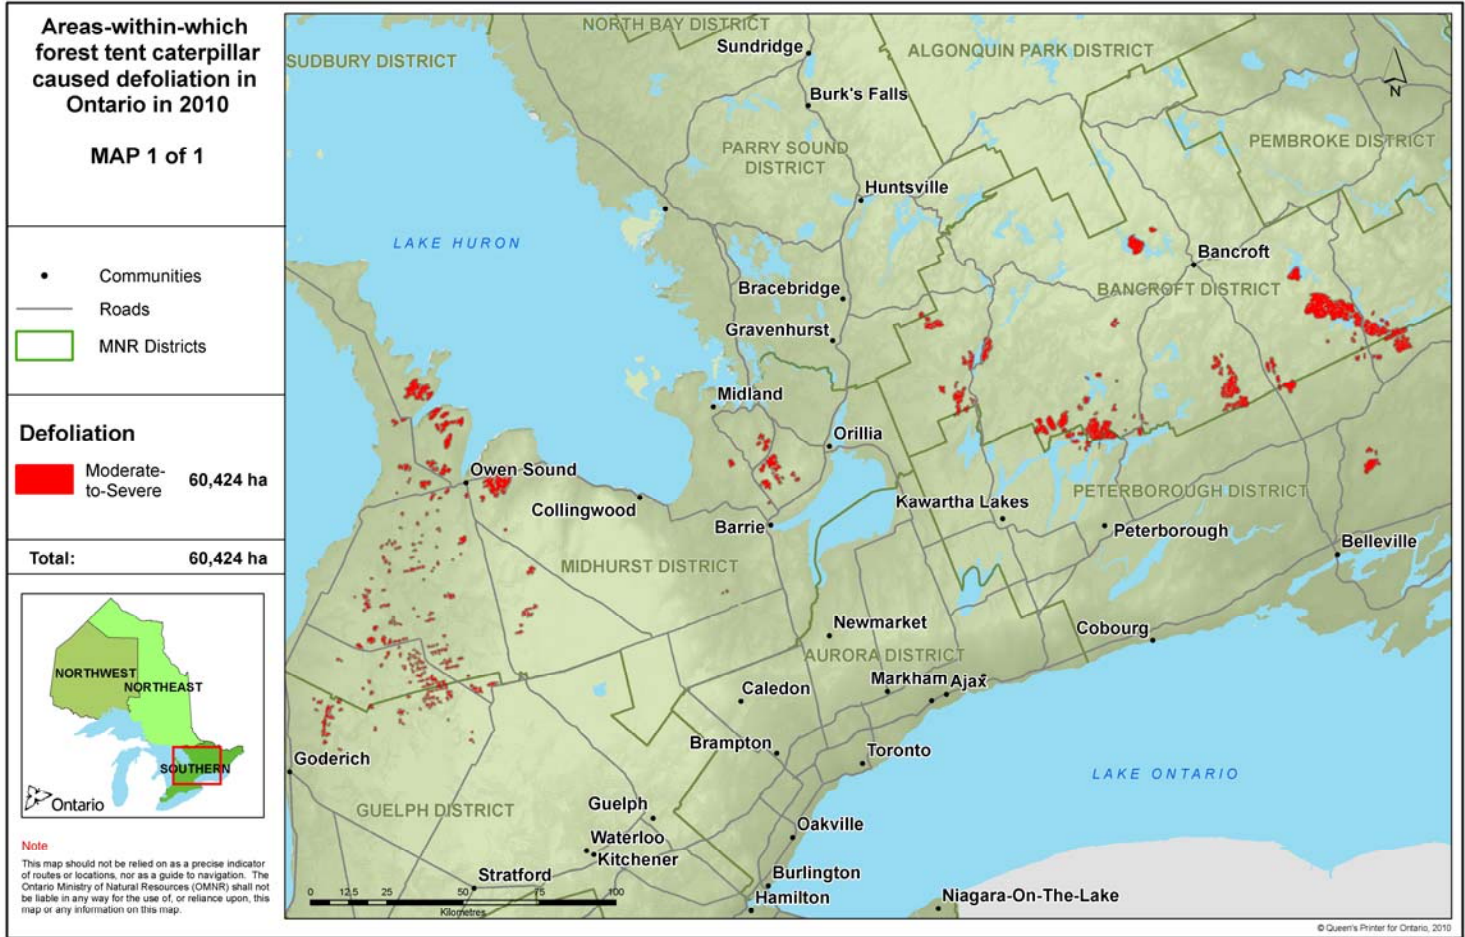 Areas-within-which
forest tent caterpillar
caused defoliation in
Ontario in 2010
MAP 1 of 1
Communities
Roads
MNR Districts
Defoliation
Moderate-
to-Severe 60,424 ha
Total: 60,424 ha
NORTHWEST
NORTHEAST
SOUTHERN
Ontario
Note
This map should not be relied on as a precise indicator
of routes or locations, nor as a guide to navigation. The
Ontario Ministry of Natural Resources (OMNR) shall not
be liable in any way for the use of, or reliance upon, this
map or any information on this map.
NORTH BAY DISTRICT
Sundridge
ALGONQUIN PARK DISTRICT
SUDBURY DISTRICT
N
Burk's Falls
PEMBROKE DISTRICT
PARRY SOUND
DISTRICT
Huntsville
LAKE HURON
Bancroft
Bracebridge
BANCROFT DISTRICT
Gravenhurst
Midland
Orillia
Owen Sound
PETERBOROUGH DISTRICT
Kawartha Lakes
Collingwood
Barrie
Peterborough
Belleville
MIDHURST DISTRICT
Newmarket
Cobourg
AURORA DISTRICT
Markham
Ajax
Caledon
Brampton
Toronto
Goderich
LAKE ONTARIO
GUELPH DISTRICT
Guelph
Oakville
Waterloo
Kitchener
Stratford
Burlington
Hamilton
Niagara-On-The-Lake
0 12.5 25 50 75 100
Kilometres
© Queen's Printer for Ontario, 2010